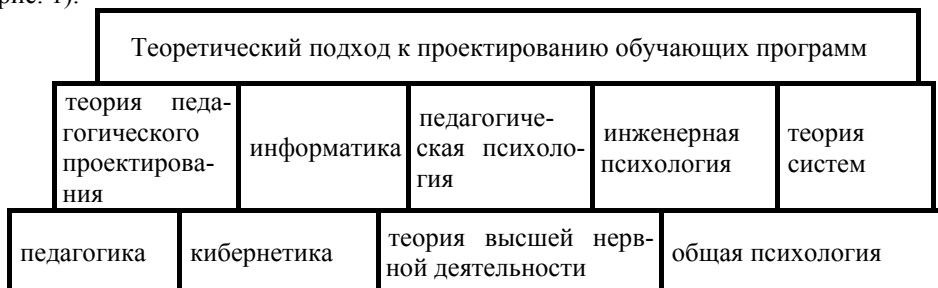 рис. 1).
Теоретический подход к проектированию обучающих программ
теория педа-
гогического
проектирова-
ния
информатика
педагогиче-
ская психоло-
гия
инженерная
психология
теория
систем
педагогика
кибернетика
теория высшей нерв-
ной деятельности
общая психология